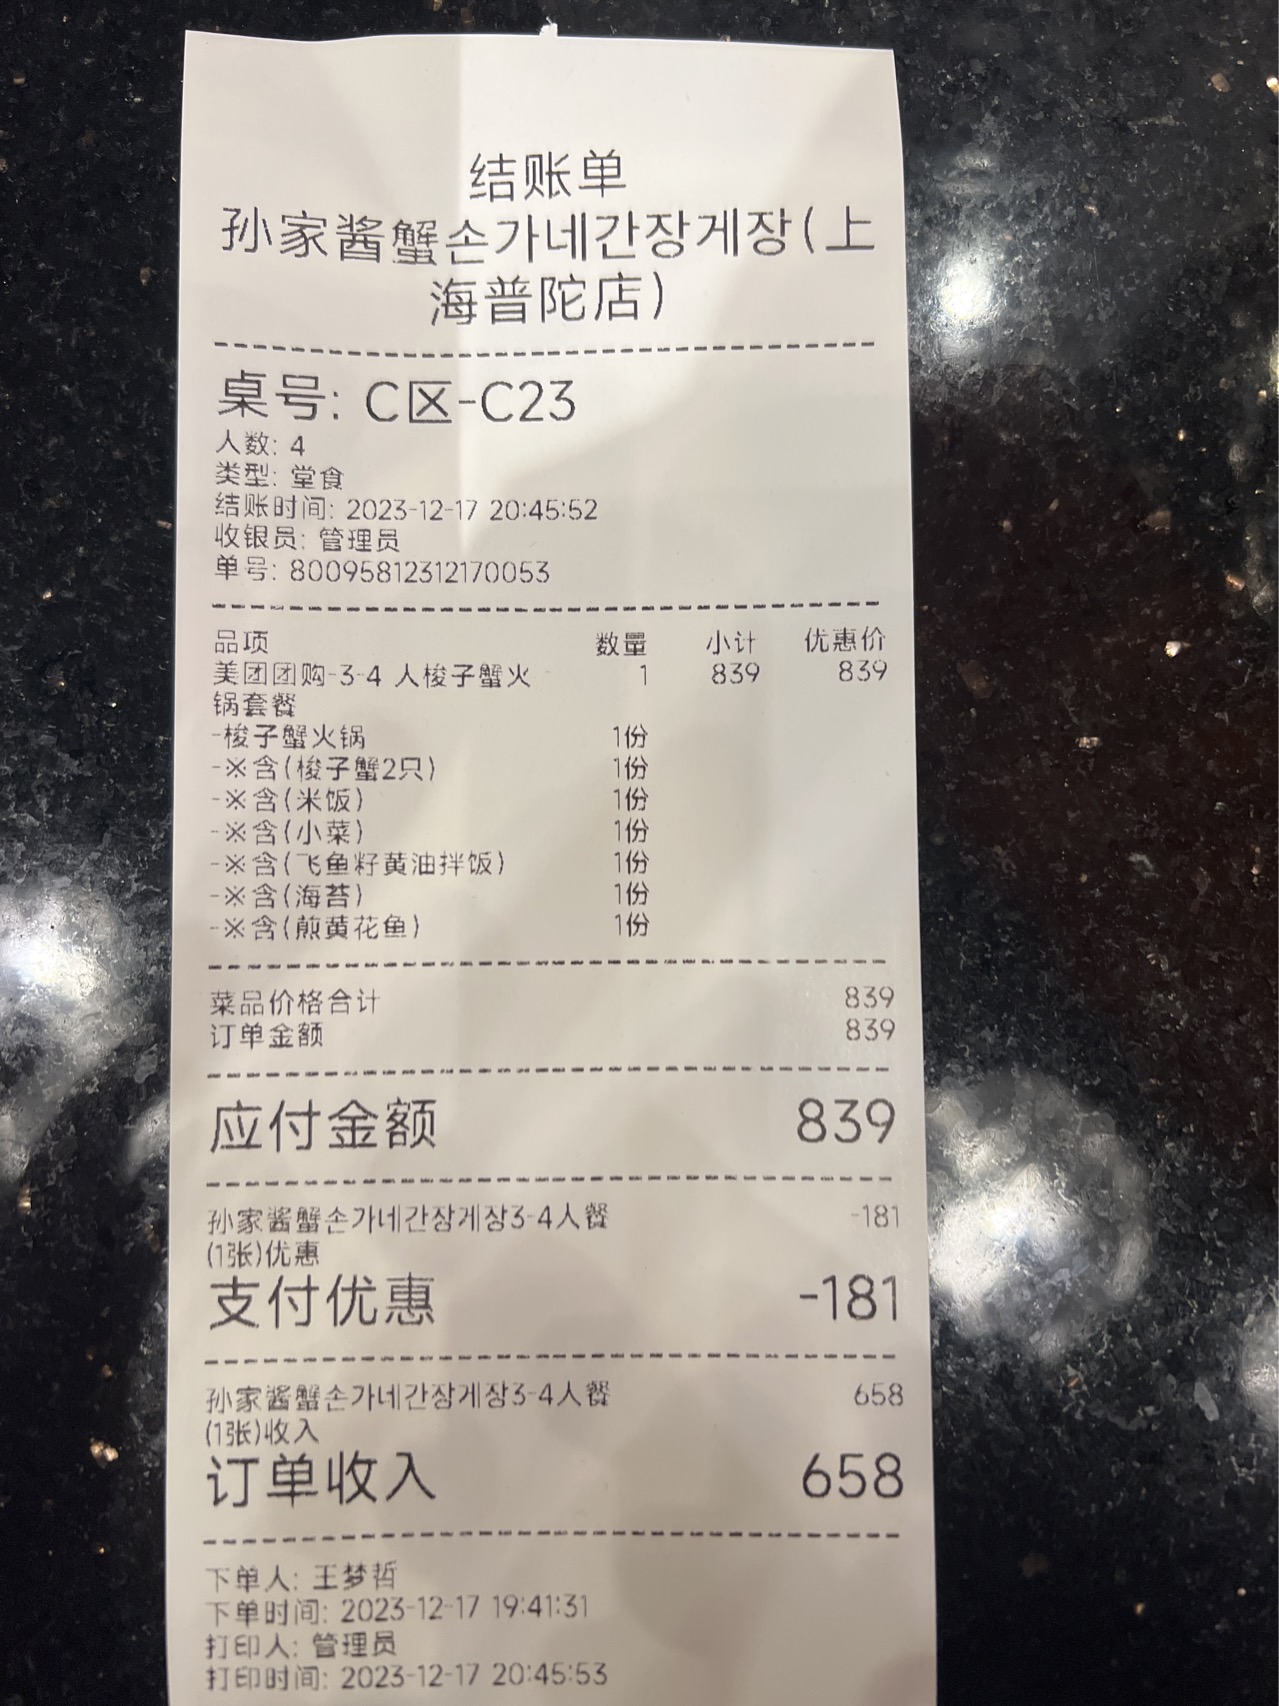 结账单
孙家酱蟹손가네간장게장(上
海普陀店)
桌号: C区-C23
人数: 4
类型: 堂食
结账时间: 2023-12-17 20:45:52
收银员: 管理员
单号: 80095812312170053
品项 数量 小计 优惠价
美团团购-3-4 人梭子蟹火 1 839 839
锅套餐
-梭子蟹火锅 1份
-※含(梭子蟹2只) 1份
-※含(米饭) 1份
-※含(小菜) 1份
-※含(飞鱼籽黄油拌饭) 1份
-※含(海苔) 1份
-※含(煎黄花鱼) 1份
菜品价格合计 839
订单金额 839
应付金额 839
孙家酱蟹손가네간장게장3-4人餐 -181
(1张)优惠
支付优惠 -181
孙家酱蟹손가네간장게장3-4人餐 658
(1张)收入
订单收入 658
下单人: 王梦哲
下单时间: 2023-12-17 19:41:31
打印人: 管理员
打印时间: 2023-12-17 20:45:53